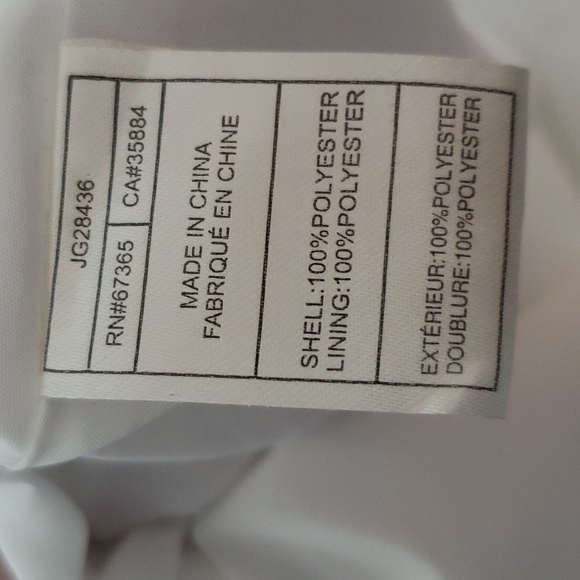 JG28436
RN#67365 CA#35884
MADE IN CHINA
FABRIQUÉ EN CHINE
SHELL:100%POLYESTER
LINING:100%POLYESTER
EXTÉRIEUR:100%POLYESTER
DOUBLURE:100%POLYESTER